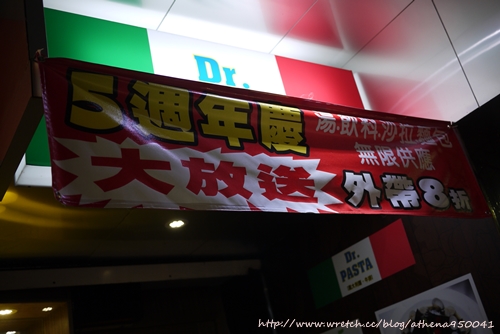 Dr.
5週年慶
大放送
湯飲料沙拉麵包
無限供應
外帶8折
Dr.
PASTA
http://www.wretch.cc/blog/athena950041